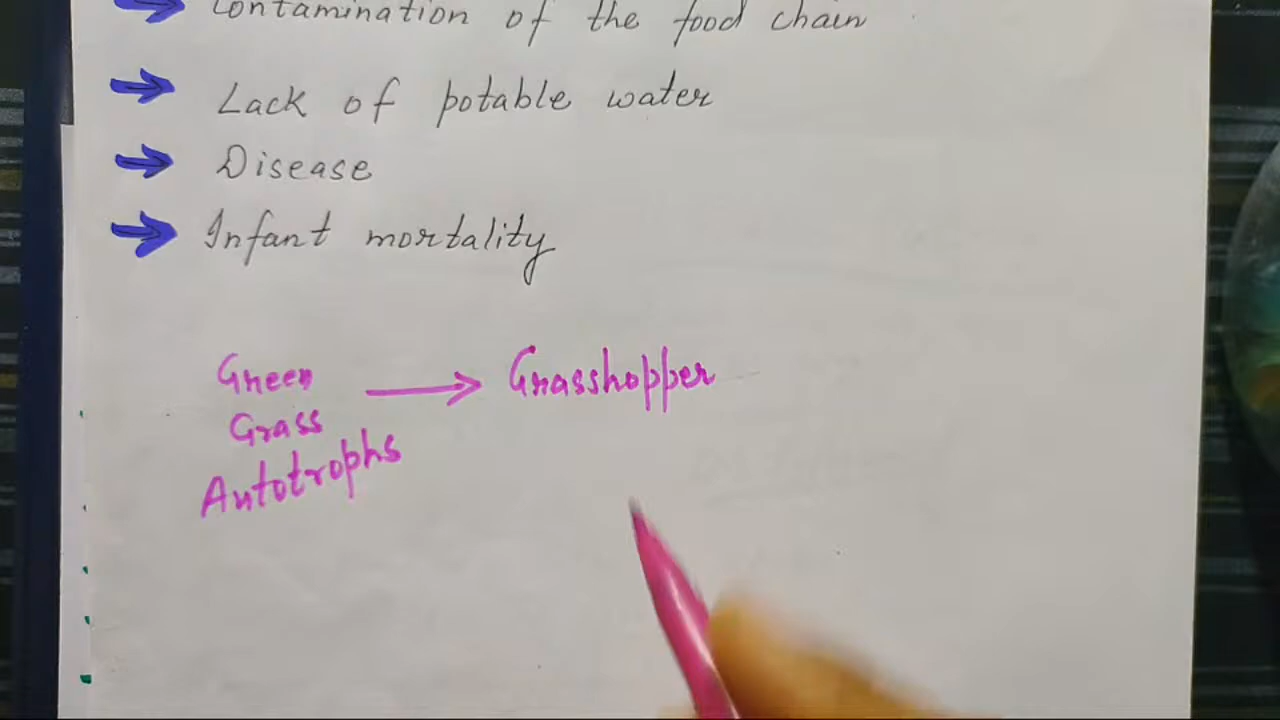 Contamination of the food chain
Lack of potable water
Disease
Infant mortality
Green → Grasshopper
Grass
Autotrophs